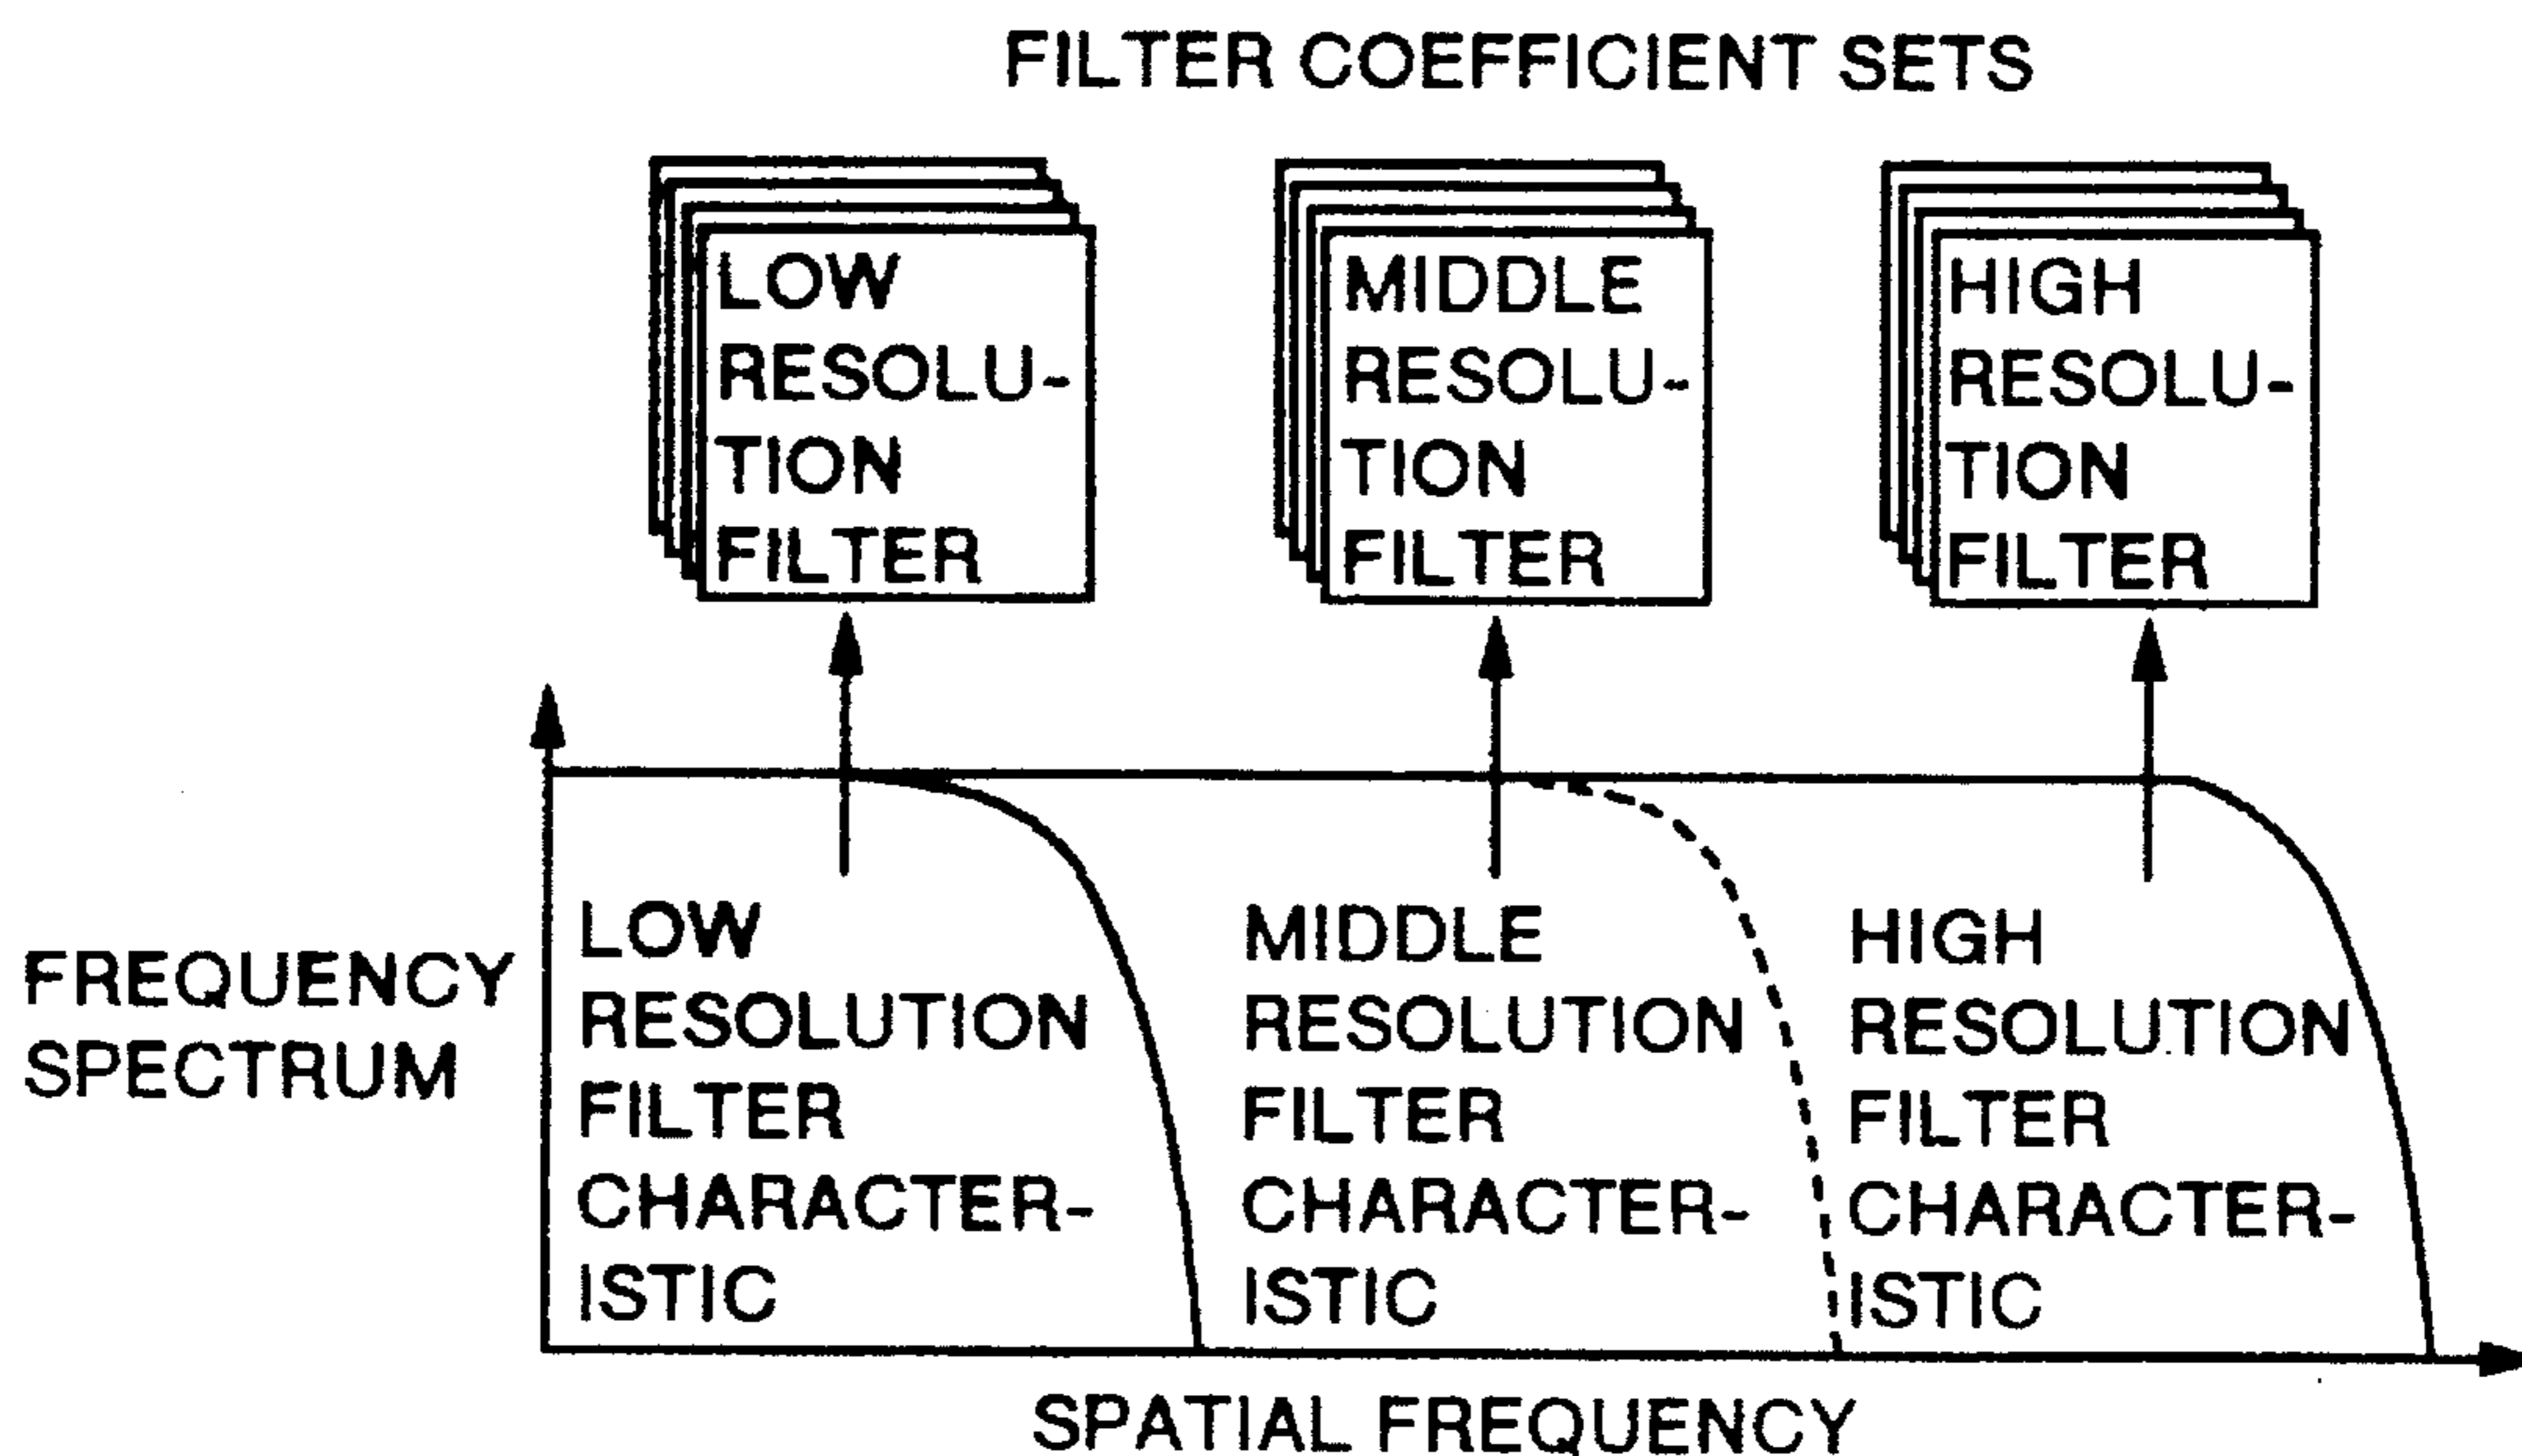 FILTER COEFFICIENT SETS
LOW
RESOLU-
TION
FILTER
MIDDLE
RESOLU-
TION
FILTER
HIGH
RESOLU-
TION
FILTER
FREQUENCY
SPECTRUM
LOW
RESOLUTION
FILTER
CHARACTER-
ISTIC
MIDDLE
RESOLUTION
FILTER
CHARACTER-
ISTIC
HIGH
RESOLUTION
FILTER
CHARACTER-
ISTIC
SPATIAL FREQUENCY